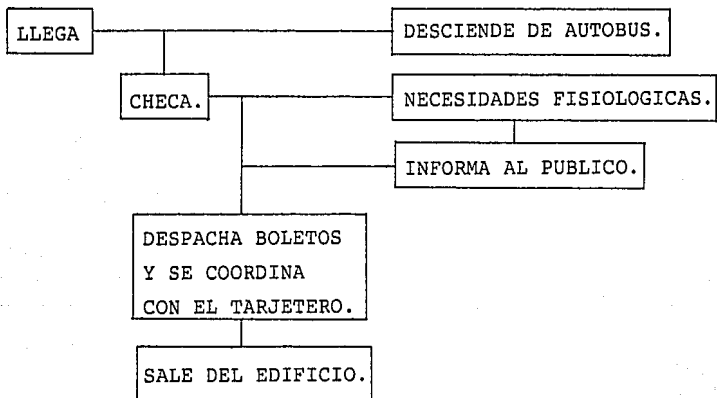 LLEGA
DESCIENDE DE AUTOBUS.
CHECA.
NECESIDADES FISIOLOGICAS.
INFORMA AL PUBLICO.
DESPACHA BOLETOS
Y SE COORDINA
CON EL TARJETERO.
SALE DEL EDIFICIO.